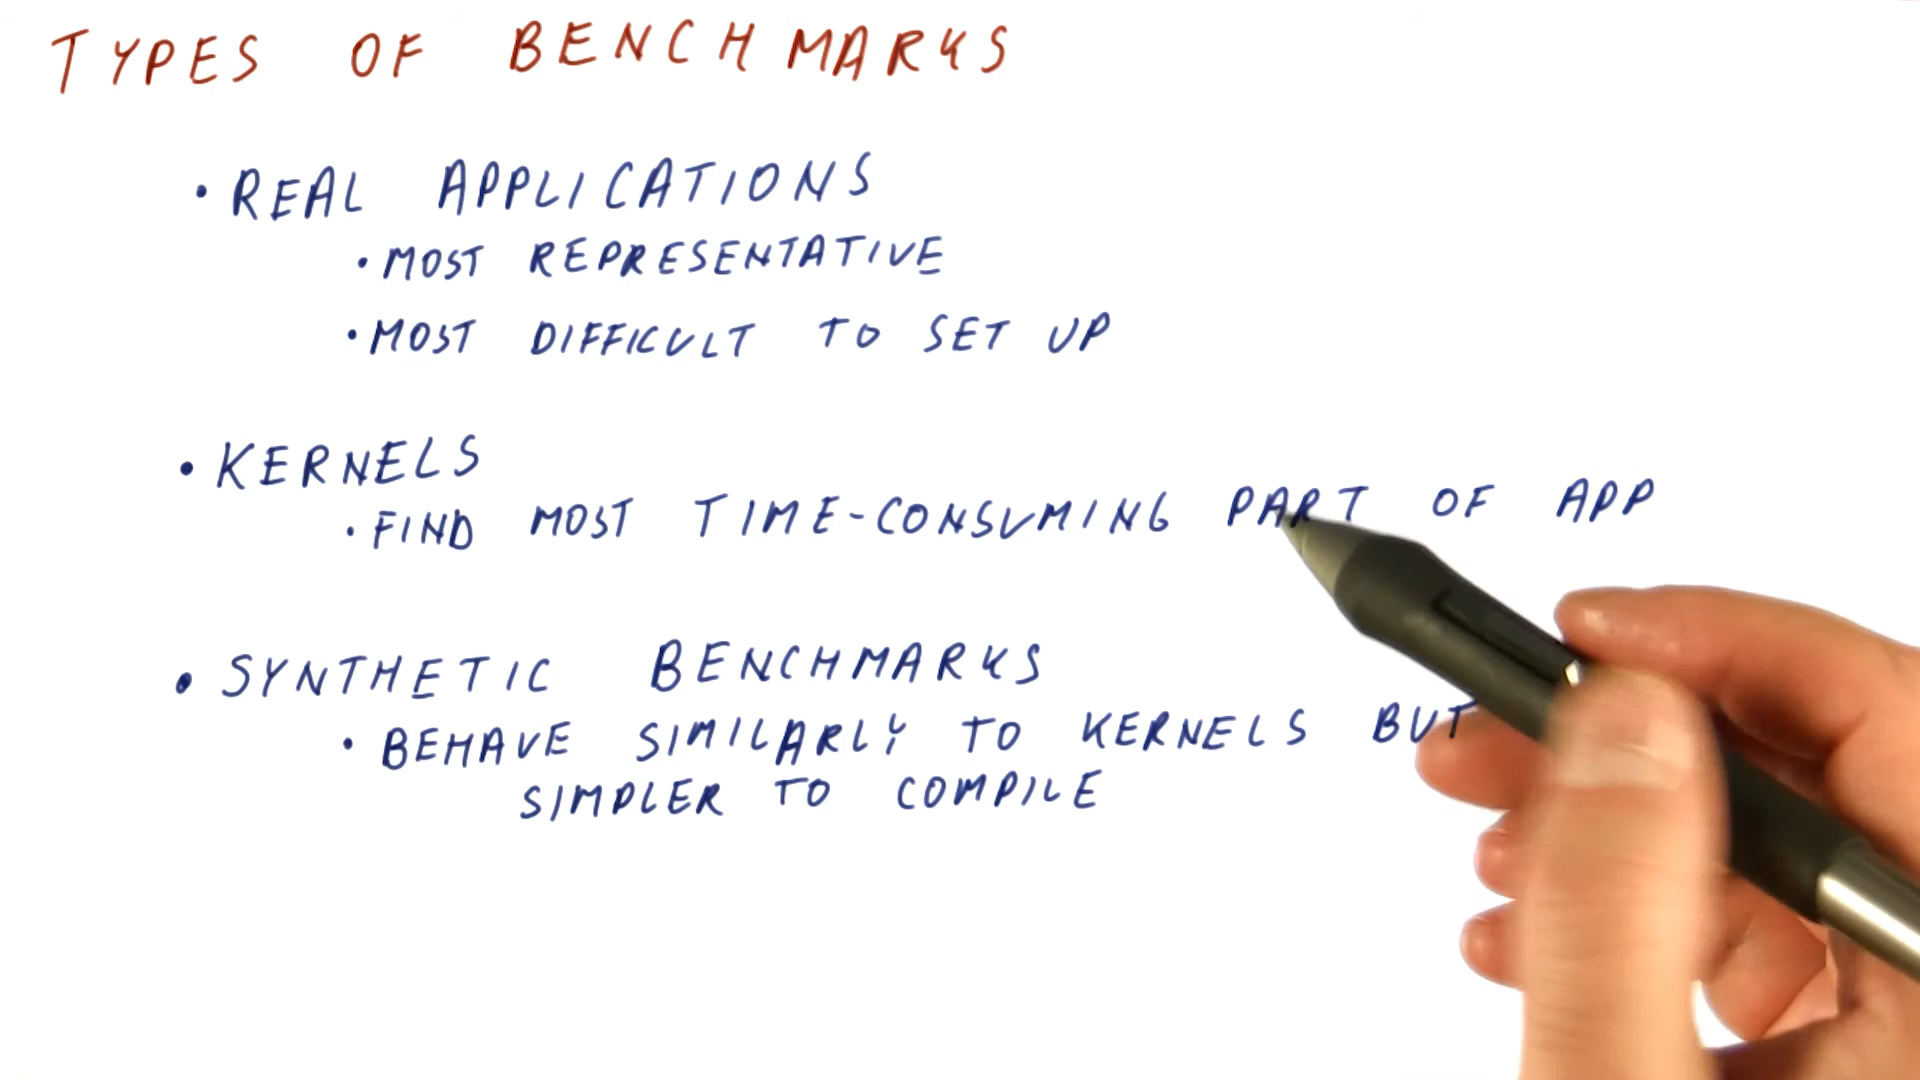 TYPES OF BENCHMARKS
• REAL APPLICATIONS
• MOST REPRESENTATIVE
• MOST DIFFICULT TO SET UP
• KERNELS
• FIND MOST TIME-CONSUMING PART OF APP
• SYNTHETIC BENCHMARKS
• BEHAVE SIMILARLY TO KERNELS BUT
SIMPLER TO COMPILE